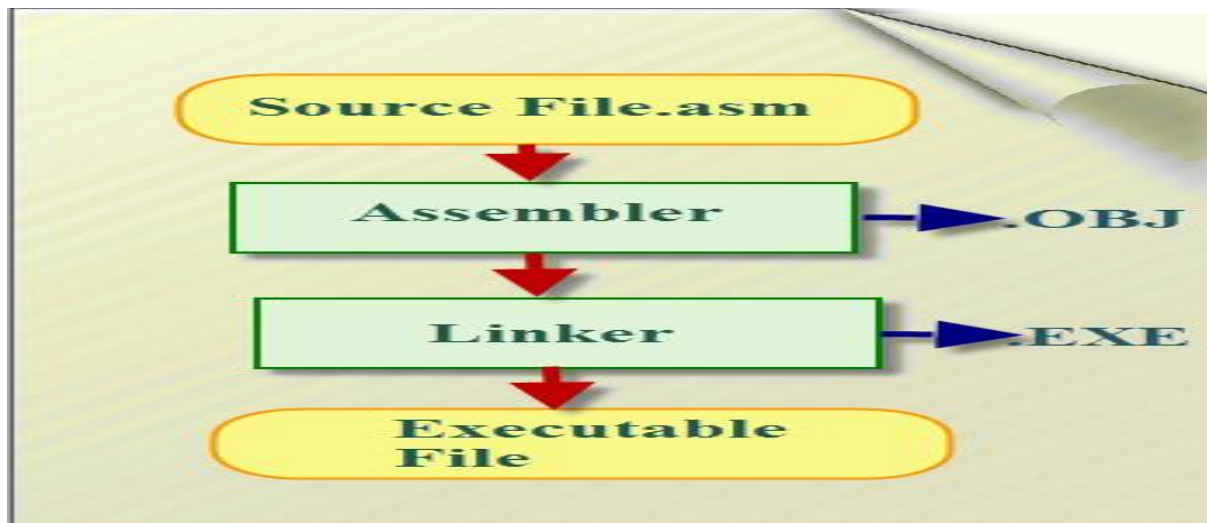 Source File.asm
Assembler
.OBJ
Linker
.EXE
Executable
File